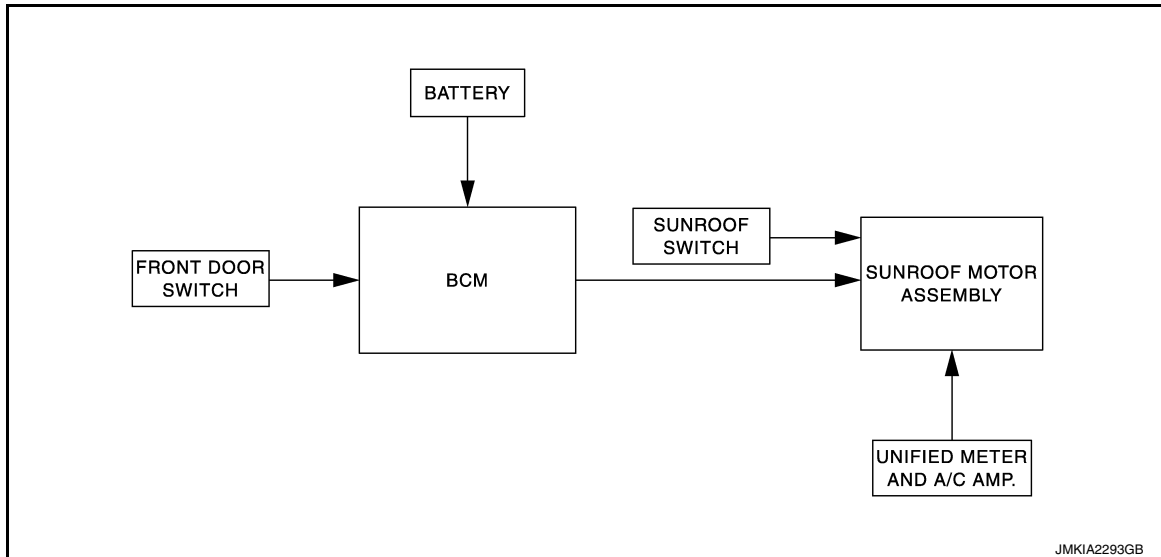 BATTERY
FRONT DOOR
SWITCH
BCM
SUNROOF
SWITCH
SUNROOF MOTOR
ASSEMBLY
UNIFIED METER
AND A/C AMP.
JMKIA2293GB